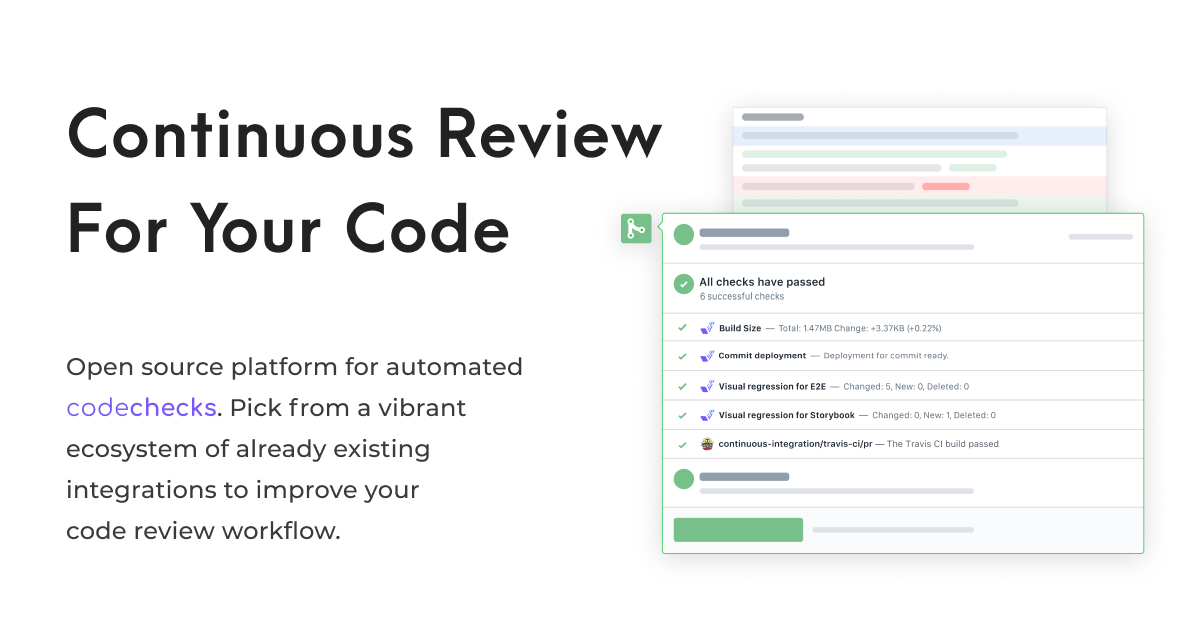 Continuous Review
For Your Code
Open source platform for automated
codechecks. Pick from a vibrant
ecosystem of already existing
integrations to improve your
code review workflow.
All checks have passed
6 successful checks
Build Size — Total: 1.47MB Change: +3.37KB (+0.22%)
Commit deployment — Deployment for commit ready.
Visual regression for E2E — Changed: 5, New: 0, Deleted: 0
Visual regression for Storybook — Changed: 0, New: 1, Deleted: 0
continuous-integration/travis-ci/pr — The Travis CI build passed